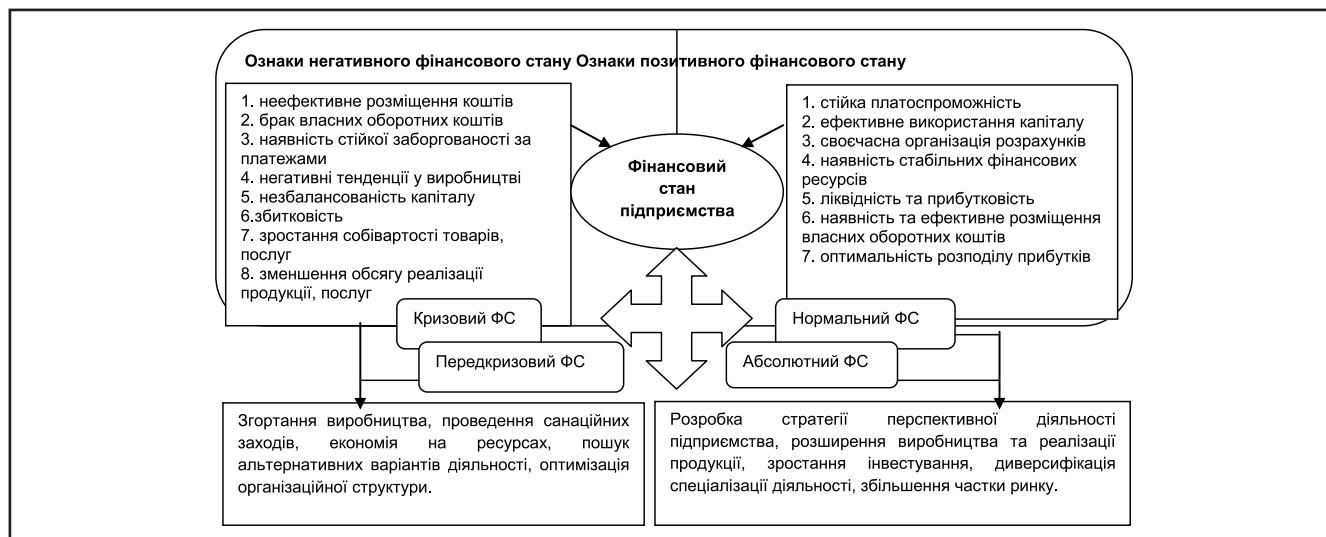 Ознаки негативного фінансового стану Ознаки позитивного фінансового стану
1. неефективне розміщення коштів
2. брак власних оборотних коштів
3. наявність стійкої заборгованості за
платежами
4. негативні тенденції у виробництві
5. незбалансованість капіталу
6.збитковість
7. зростання собівартості товарів,
послуг
8. зменшення обсягу реалізації
продукції, послуг
Фінансовий
стан
підприємства
1. стійка платоспроможність
2. ефективне використання капіталу
3. своєчасна організація розрахунків
4. наявність стабільних фінансових
ресурсів
5. ліквідність та прибутковість
6. наявність та ефективне розміщення
власних оборотних коштів
7. оптимальність розподілу прибутків
Кризовий ФС
Передкризовий ФС
Нормальний ФС
Абсолютний ФС
Згортання виробництва, проведення санаційних
заходів, економія на ресурсах, пошук
альтернативних варіантів діяльності, оптимізація
організаційної структури.
Розробка стратегії перспективної діяльності
підприємства, розширення виробництва та реалізації
продукції, зростання інвестування, диверсифікація
спеціалізації діяльності, збільшення частки ринку.